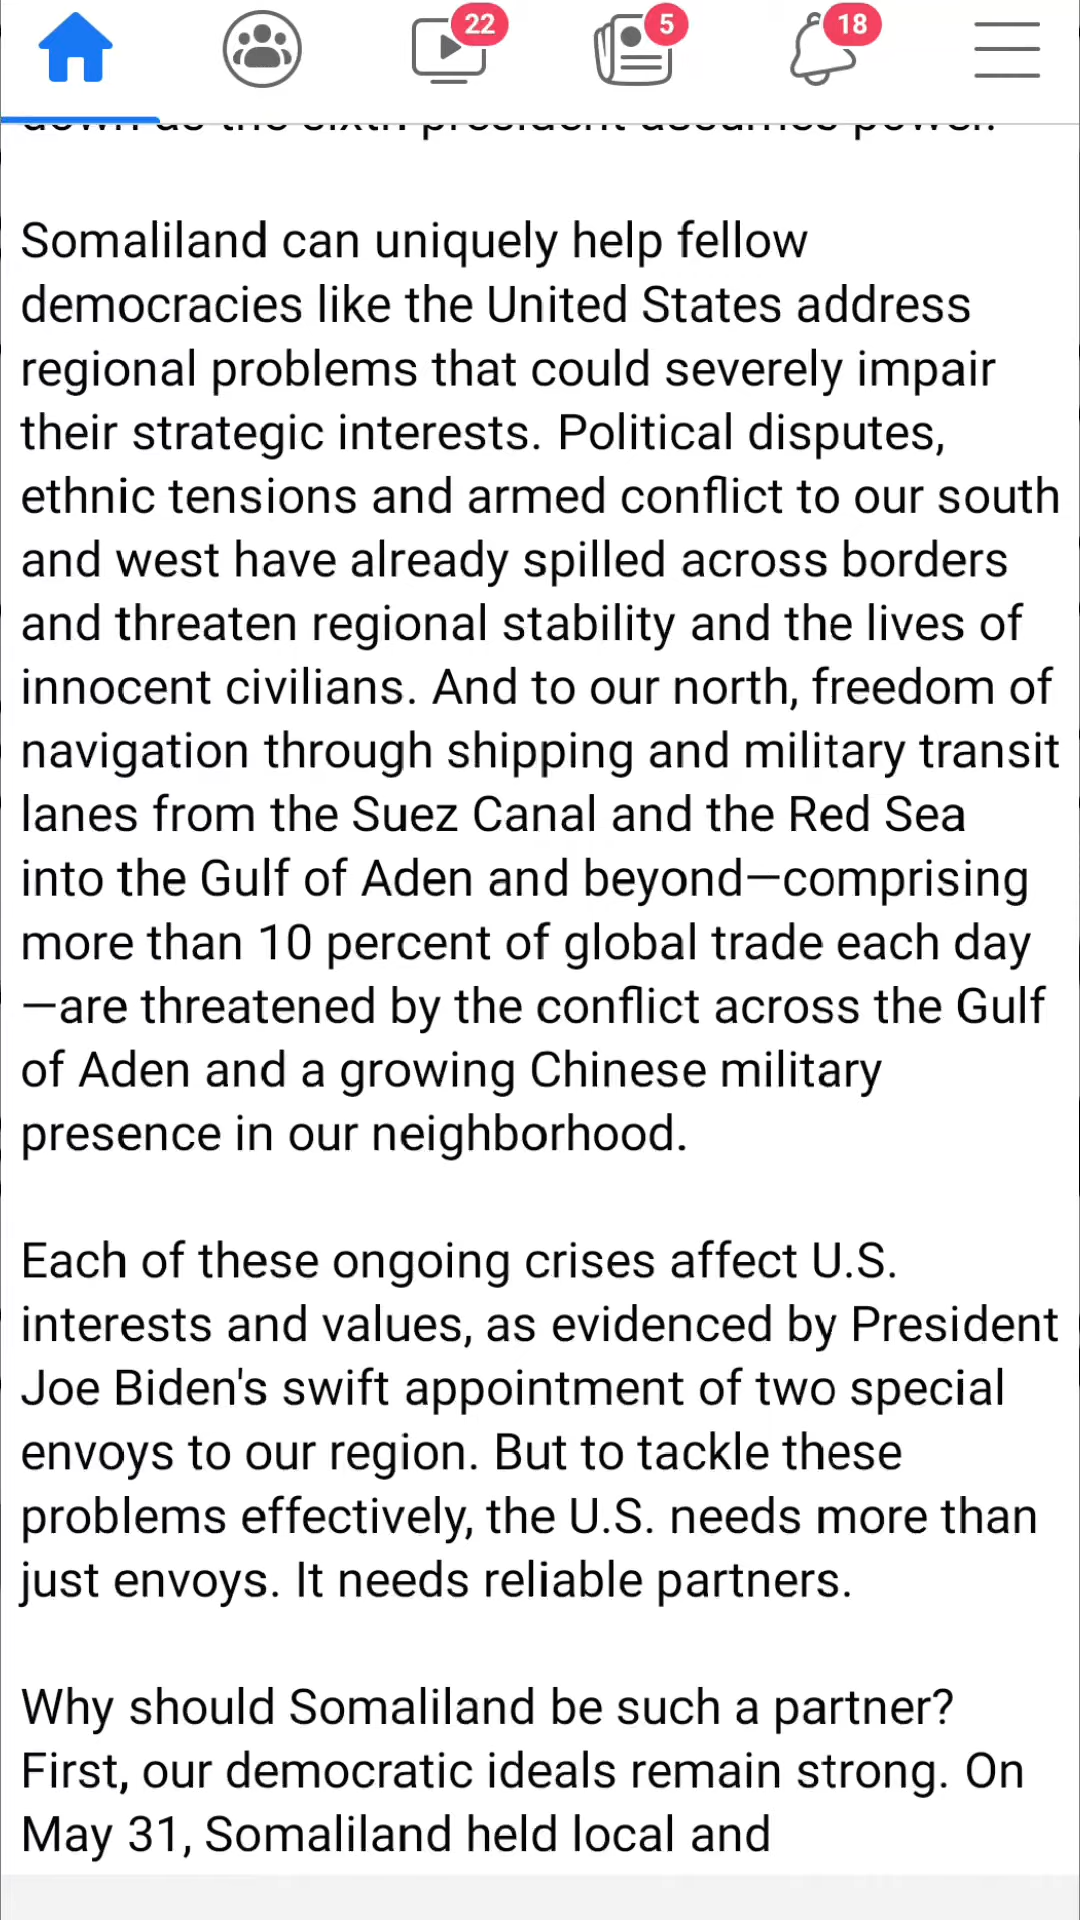 22
5
18
down as the sixth president assumes power.
Somaliland can uniquely help fellow
democracies like the United States address
regional problems that could severely impair
their strategic interests. Political disputes,
ethnic tensions and armed conflict to our south
and west have already spilled across borders
and threaten regional stability and the lives of
innocent civilians. And to our north, freedom of
navigation through shipping and military transit
lanes from the Suez Canal and the Red Sea
into the Gulf of Aden and beyond—comprising
more than 10 percent of global trade each day
—are threatened by the conflict across the Gulf
of Aden and a growing Chinese military
presence in our neighborhood.
Each of these ongoing crises affect U.S.
interests and values, as evidenced by President
Joe Biden's swift appointment of two special
envoys to our region. But to tackle these
problems effectively, the U.S. needs more than
just envoys. It needs reliable partners.
Why should Somaliland be such a partner?
First, our democratic ideals remain strong. On
May 31, Somaliland held local and